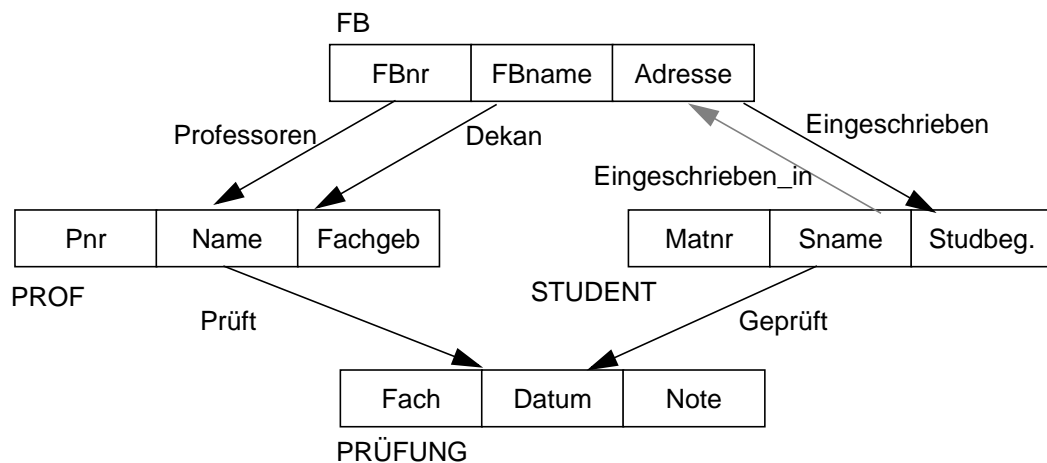 FB
FBnr FBname Adresse
Professoren Dekan Eingeschrieben
Eingeschrieben_in
Pnr Name Fachgeb Matnr Sname Studbeg.
PROF STUDENT
Prüft Geprüft
Fach Datum Note
PRÜFUNG